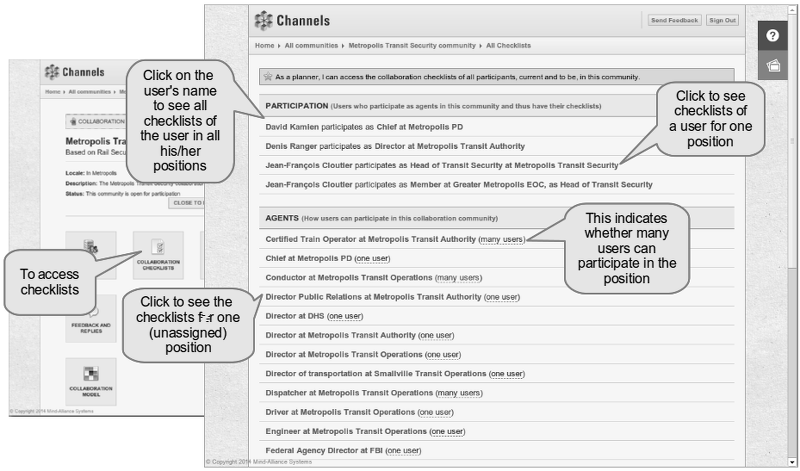 Channels
Send Feedback
Sign Out
Home ▸ All communities ▸ Metropolis Transit Security community ▸ All Checklists
As a planner, I can access the collaboration checklists of all participants, current and to be, in this community.
PARTICIPATION (Users who participate as agents in this community and thus have their checklists)
David Kamlen participates as Chief at Metropolis PD
Denis Ranger participates as Director at Metropolis Transit Authority
Jean-François Cloutier participates as Head of Transit Security at Metropolis Transit Security
Jean-François Cloutier participates as Member at Greater Metropolis EOC, as Head of Transit Security
AGENTS (How users can participate in this collaboration community)
Certified Train Operator at Metropolis Transit Authority (many users)
Chief at Metropolis PD (one user)
Conductor at Metropolis Transit Operations (many users)
Director Public Relations at Metropolis Transit Authority (one user)
Director at DHS (one user)
Director at Metropolis Transit Authority (one user)
Director at Metropolis Transit Operations (one user)
Director of transportation at Smallville Transit Operations (one user)
Dispatcher at Metropolis Transit Operations (many users)
Driver at Metropolis Transit Operations (one user)
Engineer at Metropolis Transit Operations (one user)
Federal Agency Director at FBI (one user)
© Copyright 2014 Mind-Alliance Systems
Click on the
user's name
to see all
checklists of
the user in all
his/her
positions
Click to see
checklists of
a user for one
position
This indicates
whether many
users can
participate in the
position
To access
checklists
Click to see the
checklists for one
(unassigned)
position
Channels
Home ▸ All communities ▸ Me
COLLABORATION
Metropolis Tra
Based on Rail Secu
Locale: In Metropolis
Description: The Metropolis Transit Security
Status: This community is open for participation
CLOSE TO
COLLABORATION
CHECKLISTS
FEEDBACK AND
REPLIES
COLLABORATION
MODEL
© Copyright 2014 Mind-Alliance Systems